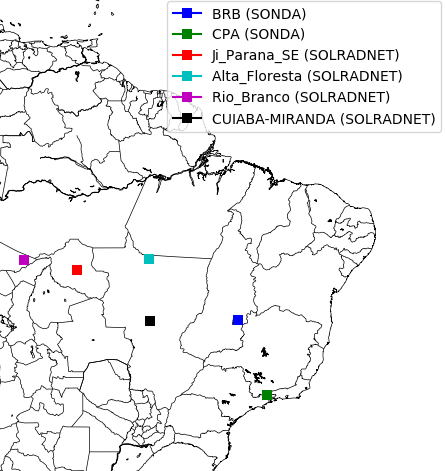 BRB (SONDA)
CPA (SONDA)
Ji_Parana_SE (SOLRADNET)
Alta_Floresta (SOLRADNET)
Rio_Branco (SOLRADNET)
CUIABA-MIRANDA (SOLRADNET)